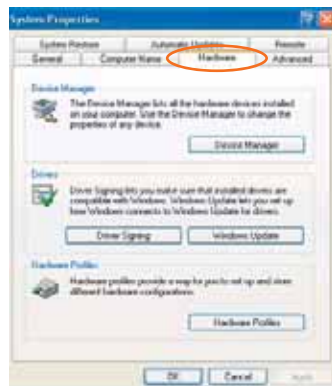 System Properties
System Restore Automatic Updates Remote
General Computer Name Hardware Advanced
Device Manager
The Device Manager lists all the hardware devices installed
on your computer. Use the Device Manager to change the
properties of any device.
Device Manager
Drivers
Driver Signing lets you make sure that installed drivers are
compatible with Windows. Windows Update lets you set up
how Windows connects to Windows Update for drivers.
Driver Signing Windows Update
Hardware Profiles
Hardware profiles provide a way for you to set up and store
different hardware configurations.
Hardware Profiles
OK Cancel Apply